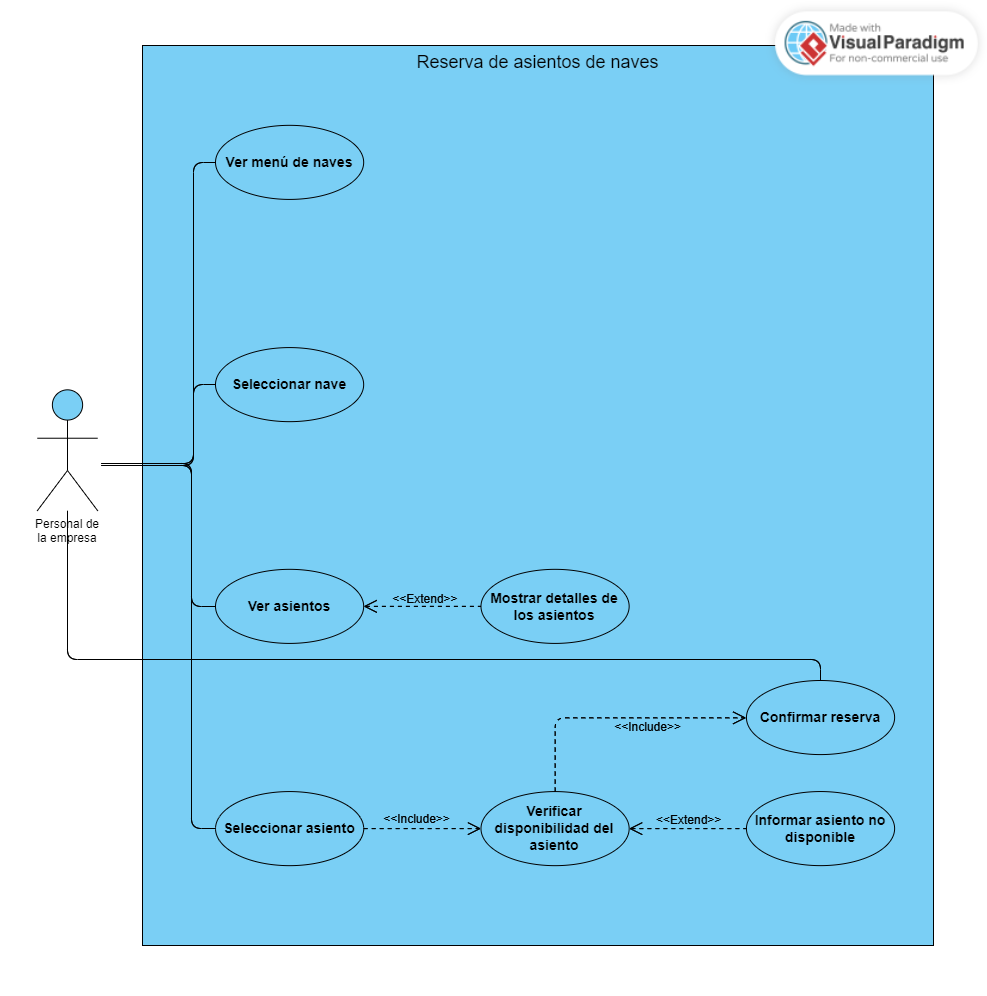 Made with
VisualParadigm
For non-commercial use
Reserva de asientos de naves
Ver menú de naves
Seleccionar nave
Personal de
la empresa
Ver asientos
<<Extend>>
Mostrar detalles de
los asientos
Confirmar reserva
<<Include>>
Seleccionar asiento
<<Include>>
Verificar
disponibilidad del
asiento
<<Extend>>
Informar asiento no
disponible